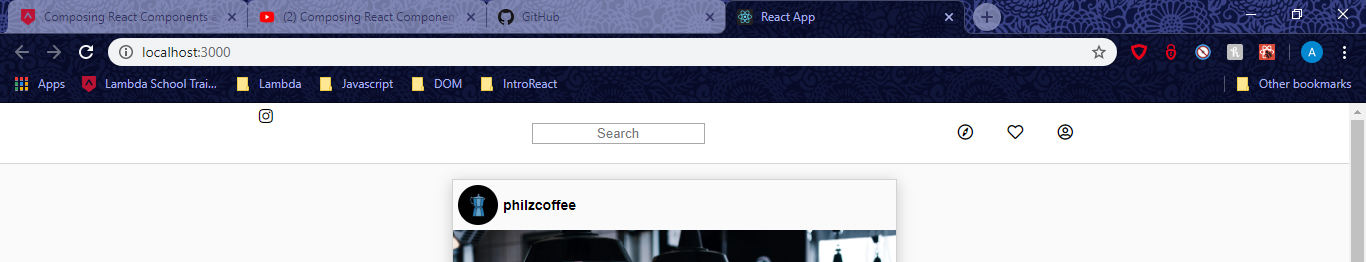 Composing React Components a
(2) Composing React Componen
GitHub
React App
localhost:3000
A
Apps
Lambda School Trai...
Lambda
Javascript
DOM
IntroReact
Other bookmarks
Search
philzcoffee